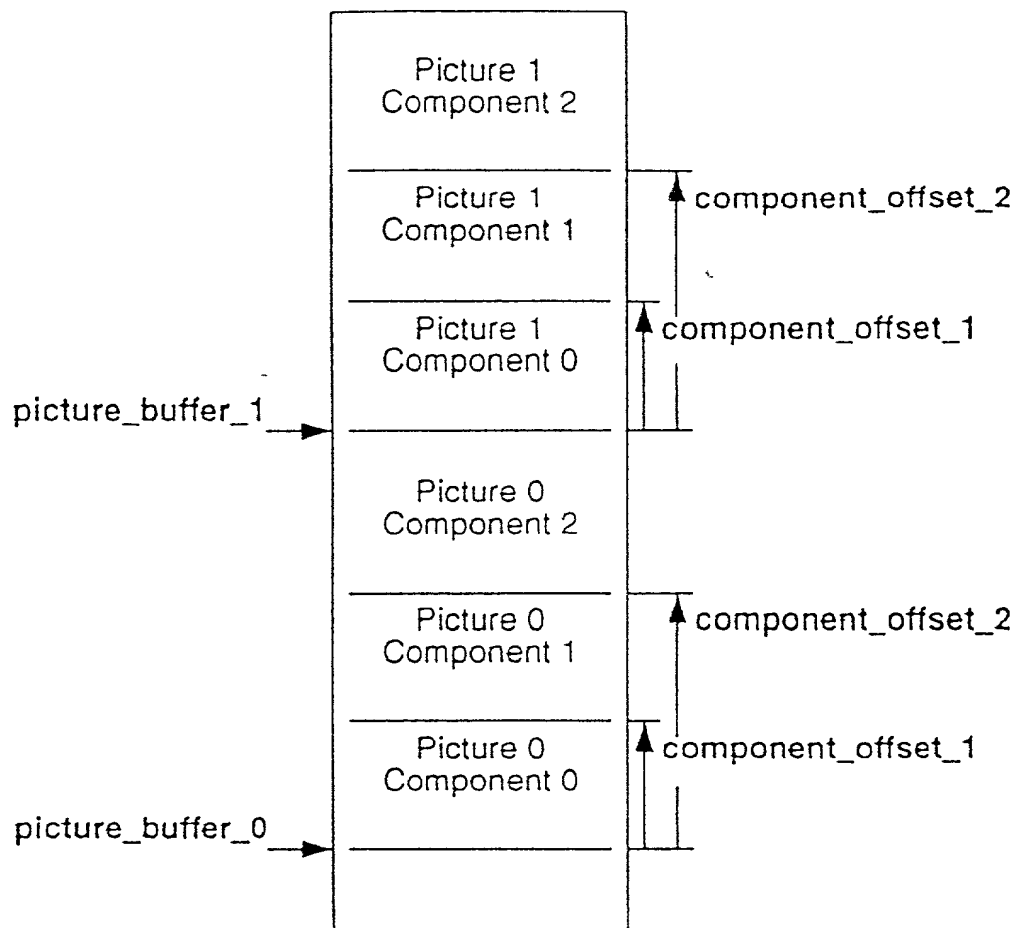 Picture 1
Component 2
Picture 1
Component 1
component_offset_2
Picture 1
Component 0
component_offset_1
picture_buffer_1
Picture 0
Component 2
Picture 0
Component 1
component_offset_2
Picture 0
Component 0
component_offset_1
picture_buffer_0